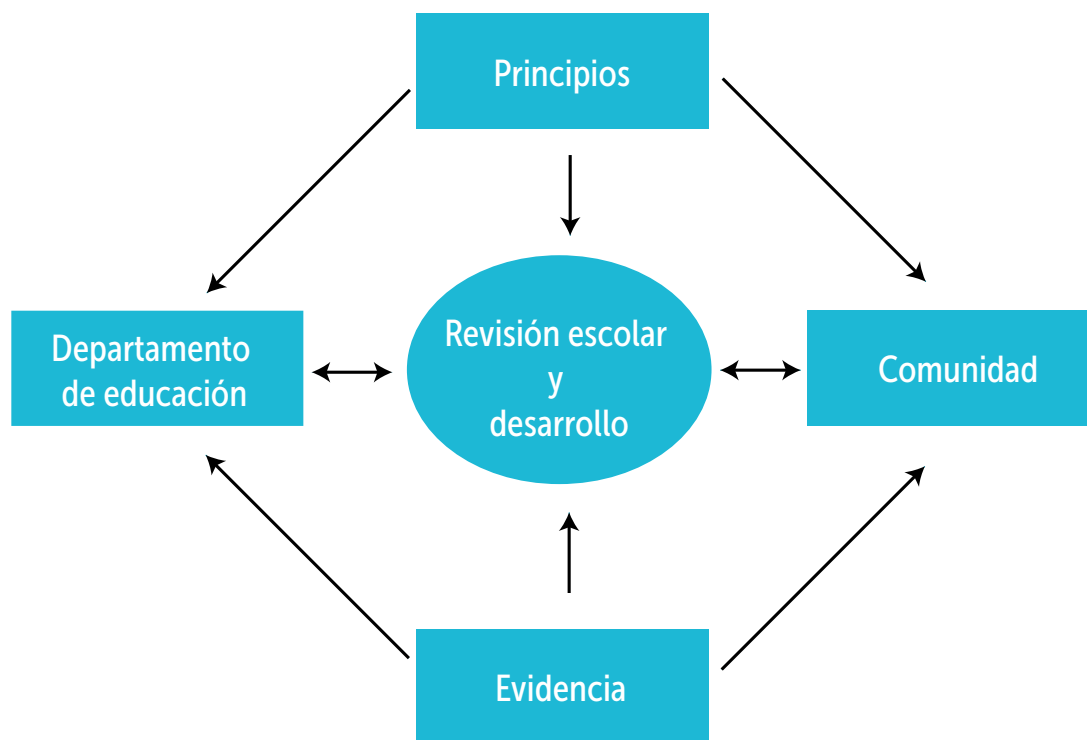 Principios
Departamento
de educación
Revisión escolar
y
desarrollo
Comunidad
Evidencia